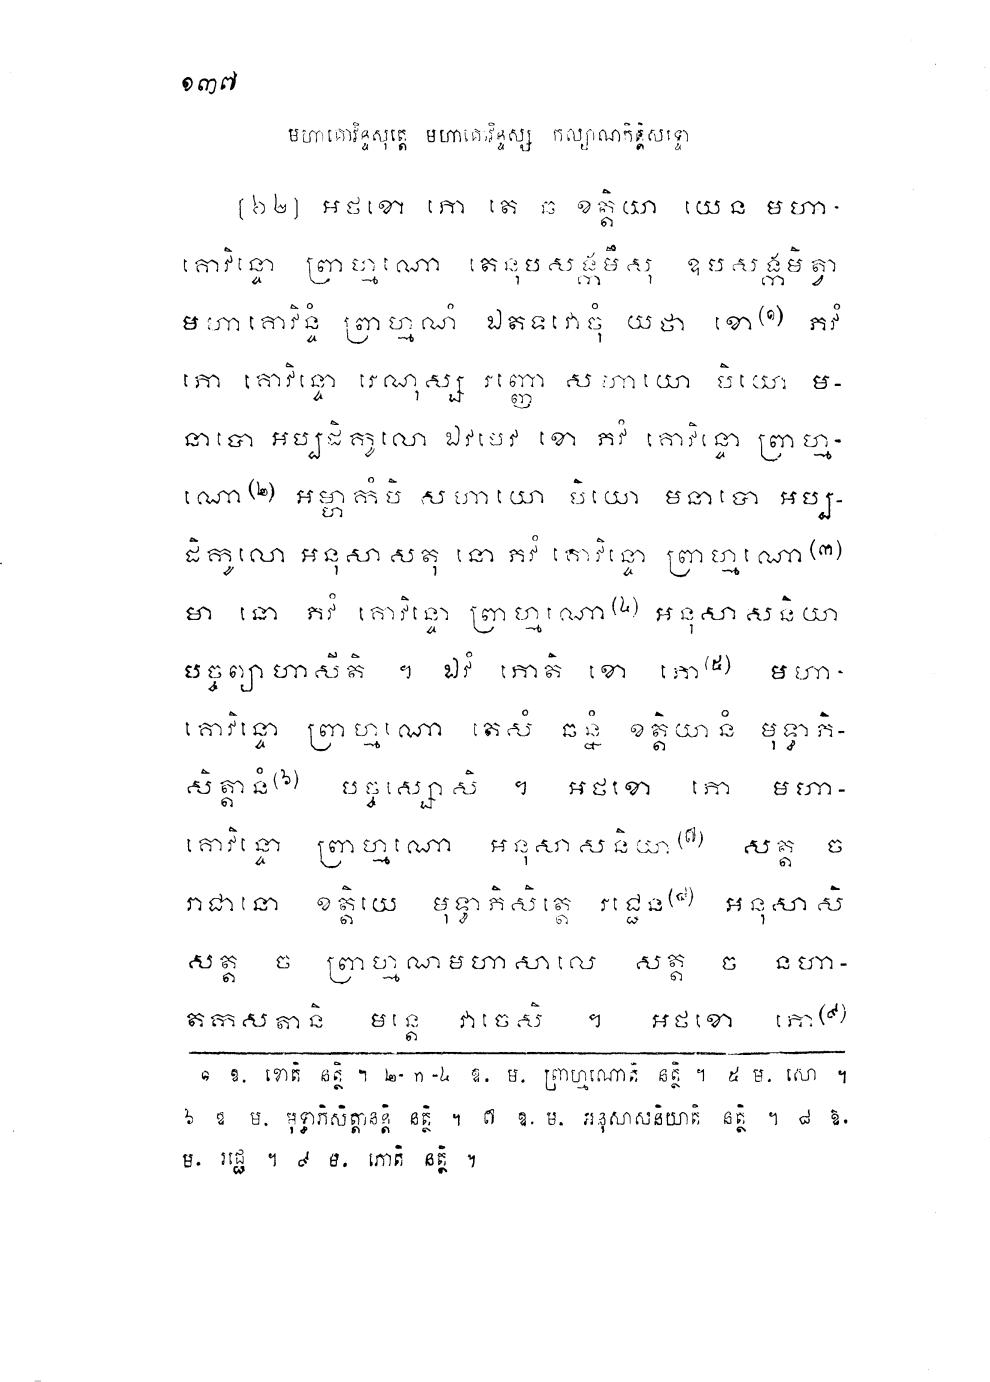 ១៣៧
មហាគោវិន្ទសុត្តេ មហាគោវិន្ទស្ស កល្យាណកិត្តិសទ្ទោ
[៦២] អថខោ ភោ តេ ឆ ខត្តិយា យេន មហា-
គោវិន្ទោ ព្រាហ្មណោ តេនុបសង្កមឹសុ ឧបសង្កមិត្វា
មហាគោវិន្ទំ ព្រាហ្មណំ ឯតទវោចុំ យថា ខោ(១) ភវំ
ភោ គោវិន្ទោ រេណុស្ស រញ្ញោ សហាយោ បិយោ ម-
នាបោ អប្បដិកូលោ ឯវមេវ ខោ ភវំ គោវិន្ទោ ព្រាហ្ម-
ណោ(២) អម្ហាកំបិ សហាយោ បិយោ មនាបោ អប្ប-
ដិកូលោ អនុសាសតុ នោ ភវំ គោវិន្ទោ ព្រាហ្មណោ(៣)
មា នោ ភវំ គោវិន្ទោ ព្រាហ្មណោ(៤) អនុសាសនិយា
បច្ចព្យាហាសីតិ ។ ឯវំ ភោតិ ខោ ភោ(៥) មហា-
គោវិន្ទោ ព្រាហ្មណោ តេសំ ឆន្នំ ខត្តិយានំ មុទ្ធាភិ-
សិត្តានំ(៦) បច្ចស្សោសិ ។ អថខោ ភោ មហា-
គោវិន្ទោ ព្រាហ្មណោ អនុសាសនិយា(៧) សត្ត ច
រាជានោ ខត្តិយេ មុទ្ធាភិសិត្តេ រជ្ជេន(៨) អនុសាសិ
សត្ត ច ព្រាហ្មណមហាសាលេ សត្ត ច នហា-
តកសតានិ មន្តេ វាចេសិ ។ អថខោ ភោ(៩)
១ ឧ. ខោតិ នត្ថិ ។ ២-៣-៤ ឧ. ម. ព្រាហ្មណោតិ នត្ថិ ។ ៥ ម. សោ ។
៦ ឧ ម. មុទ្ធាភិសិត្តានន្តិ នត្ថិ ។ ៧ ឧ. ម. អនុសាសនិយាតិ នត្ថិ ។ ៨ ឱ.
ម. រដ្ឋេ ។ ៩ ម. ភោតិ នត្ថិ ។